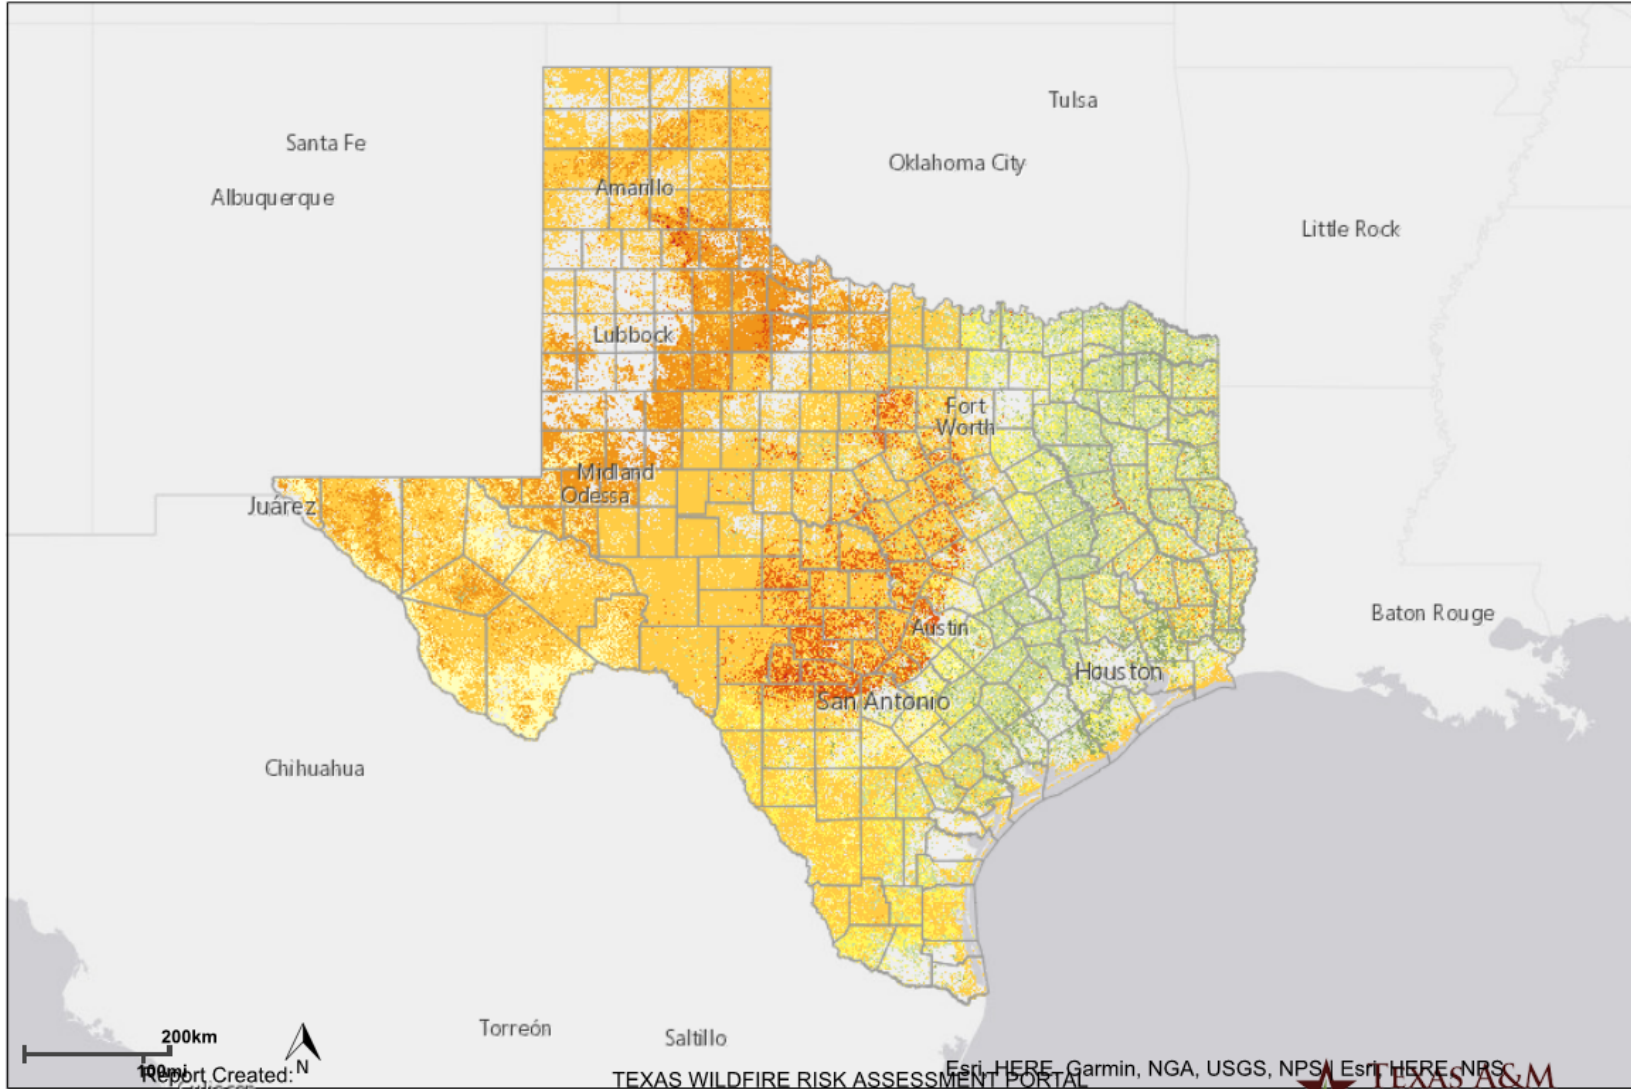 Tulsa
Santa Fe
Oklahoma City
Albuquerque
Amarillo
Little Rock
Lubbock
Fort
Worth
Midland
Odessa
Juárez
Baton Rouge
Austin
Houston
San Antonio
Chihuahua
Torreón
Saltillo
200km
100mi
N
Report Created:
TEXAS WILDFIRE RISK ASSESSMENT PORTAL
Esri, HERE, Garmin, NGA, USGS, NPS | Esri, HERE, NPS
TEXAS A&M